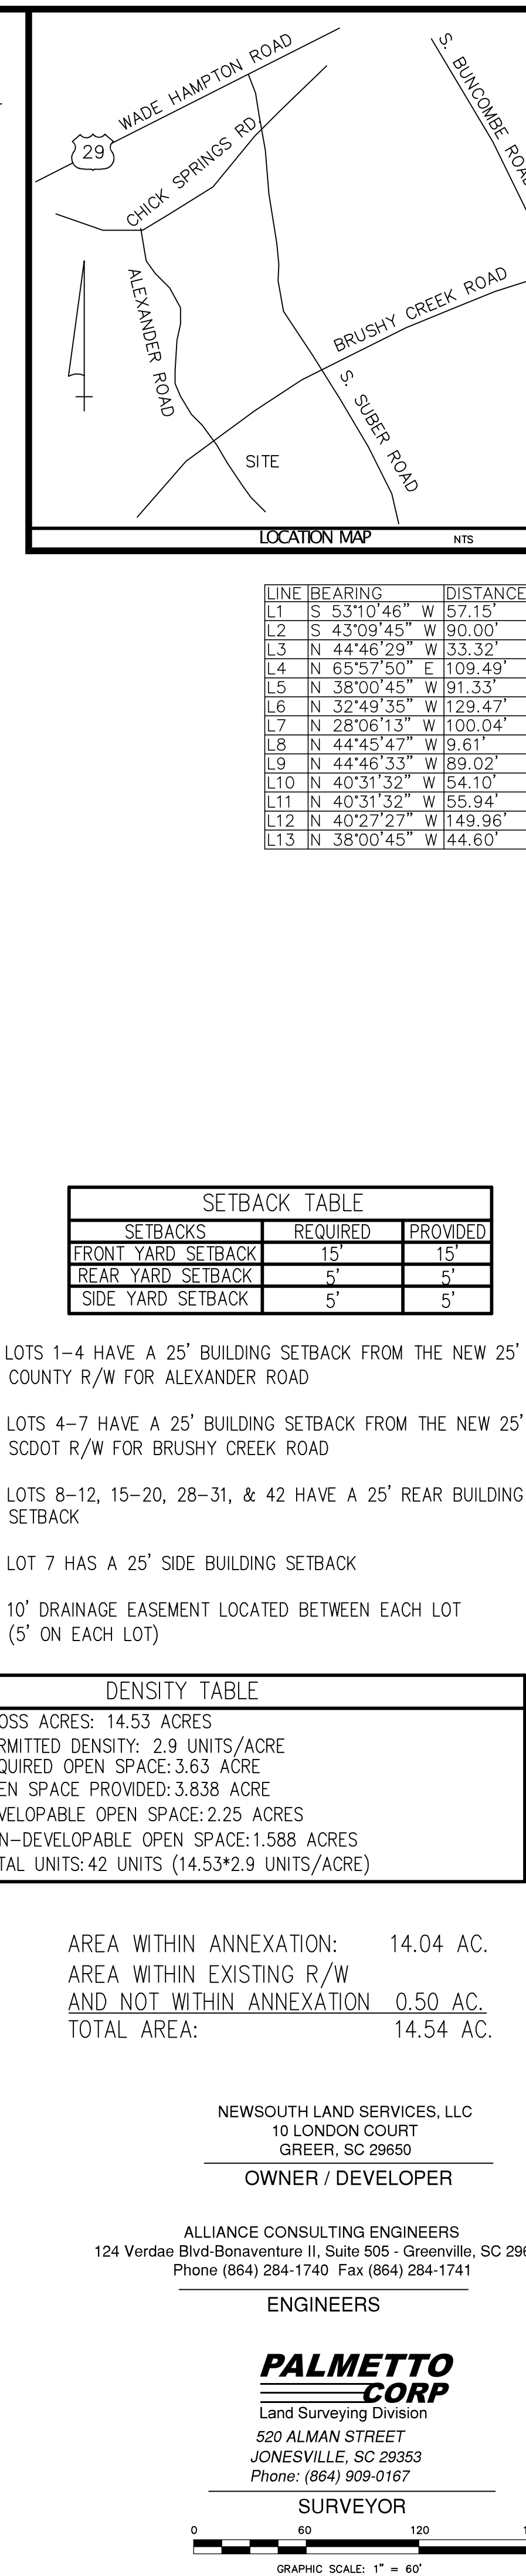 WADE HAMPTON ROAD
S. BUNCOMBE
29
CHICK SPRINGS RD.
ALEXANDER ROAD
BRUSHY CREEK ROAD
S. SUBER ROAD
SITE
LOCATION MAP NTS
LINE BEARING DISTANCE
L1 S 53°10'46" W 57.15'
L2 S 43°09'45" W 90.00'
L3 N 44°46'29" W 33.32'
L4 N 65°57'50" E 109.49'
L5 N 38°00'45" W 91.33'
L6 N 32°49'35" W 129.47'
L7 N 28°06'13" W 100.04'
L8 N 44°45'47" W 9.61'
L9 N 44°46'33" W 89.02'
L10 N 40°31'32" W 54.10'
L11 N 40°31'32" W 55.94'
L12 N 40°27'27" W 149.96'
L13 N 38°00'45" W 44.60'
SETBACK TABLE
SETBACKS REQUIRED PROVIDED
FRONT YARD SETBACK 15' 15'
REAR YARD SETBACK 5' 5'
SIDE YARD SETBACK 5' 5'
LOTS 1-4 HAVE A 25' BUILDING SETBACK FROM THE NEW 25'
COUNTY R/W FOR ALEXANDER ROAD
LOTS 4-7 HAVE A 25' BUILDING SETBACK FROM THE NEW 25'
SCDOT R/W FOR BRUSHY CREEK ROAD
LOTS 8-12, 15-20, 28-31, & 42 HAVE A 25' REAR BUILDING
SETBACK
LOT 7 HAS A 25' SIDE BUILDING SETBACK
10' DRAINAGE EASEMENT LOCATED BETWEEN EACH LOT
(5' ON EACH LOT)
DENSITY TABLE
OSS ACRES: 14.53 ACRES
RMITTED DENSITY: 2.9 UNITS/ACRE
QUIRED OPEN SPACE: 3.63 ACRE
EN SPACE PROVIDED: 3.838 ACRE
VELOPABLE OPEN SPACE: 2.25 ACRES
N-DEVELOPABLE OPEN SPACE: 1.588 ACRES
TAL UNITS: 42 UNITS (14.53*2.9 UNITS/ACRE)
AREA WITHIN ANNEXATION: 14.04 AC.
AREA WITHIN EXISTING R/W
AND NOT WITHIN ANNEXATION 0.50 AC.
TOTAL AREA: 14.54 AC.
NEWSOUTH LAND SERVICES, LLC
10 LONDON COURT
GREER, SC 29650
OWNER / DEVELOPER
ALLIANCE CONSULTING ENGINEERS
124 Verdae Blvd-Bonaventure II, Suite 505 - Greenville, SC 296
Phone (864) 284-1740 Fax (864) 284-1741
ENGINEERS
PALMETTO
CORP
Land Surveying Division
520 ALMAN STREET
JONESVILLE, SC 29353
Phone: (864) 909-0167
SURVEYOR
0 60 120
GRAPHIC SCALE: 1" = 60'